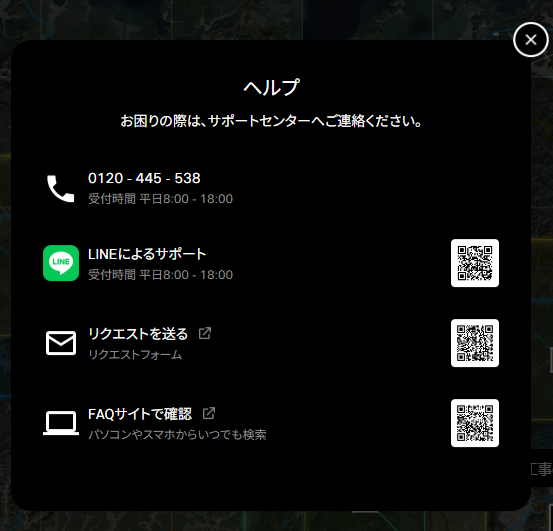 ヘルプ
お困りの際は、サポートセンターへご連絡ください。
0120 - 445 - 538
受付時間 平日8:00 - 18:00
LINE
LINEによるサポート
受付時間 平日8:00 - 18:00
リクエストを送る
リクエストフォーム
FAQサイトで確認
パソコンやスマホからいつでも検索
工事